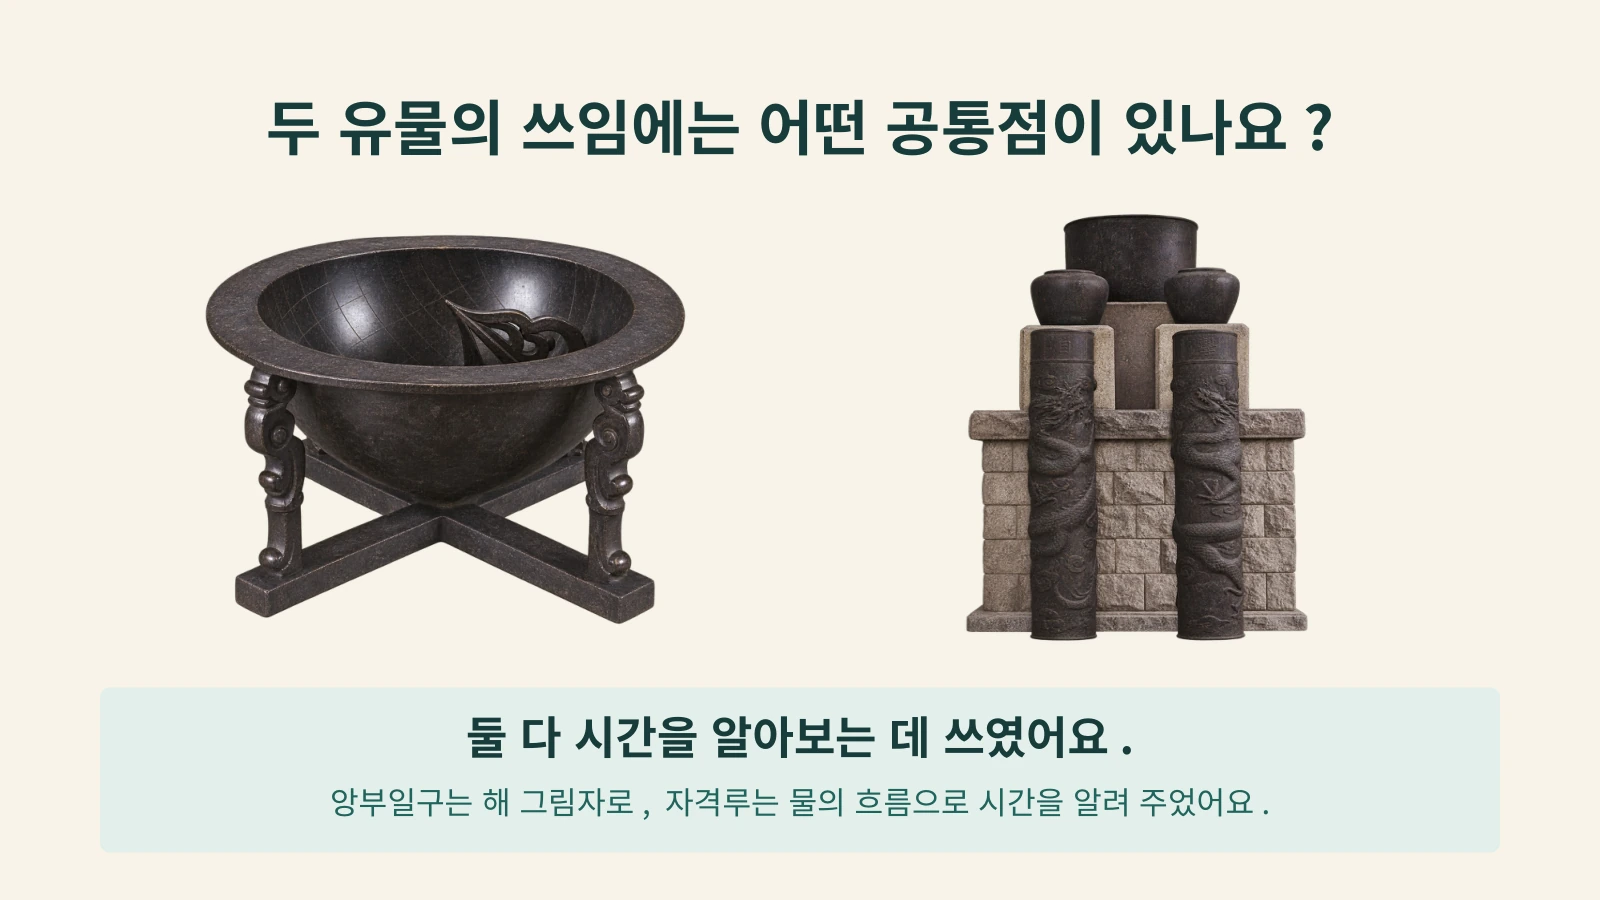 두 유물의 쓰임에는 어떤 공통점이 있나요 ?
둘 다 시간을 알아보는 데 쓰였어요 .
앙부일구는 해 그림자로 , 자격루는 물의 흐름으로 시간을 알려 주었어요 .